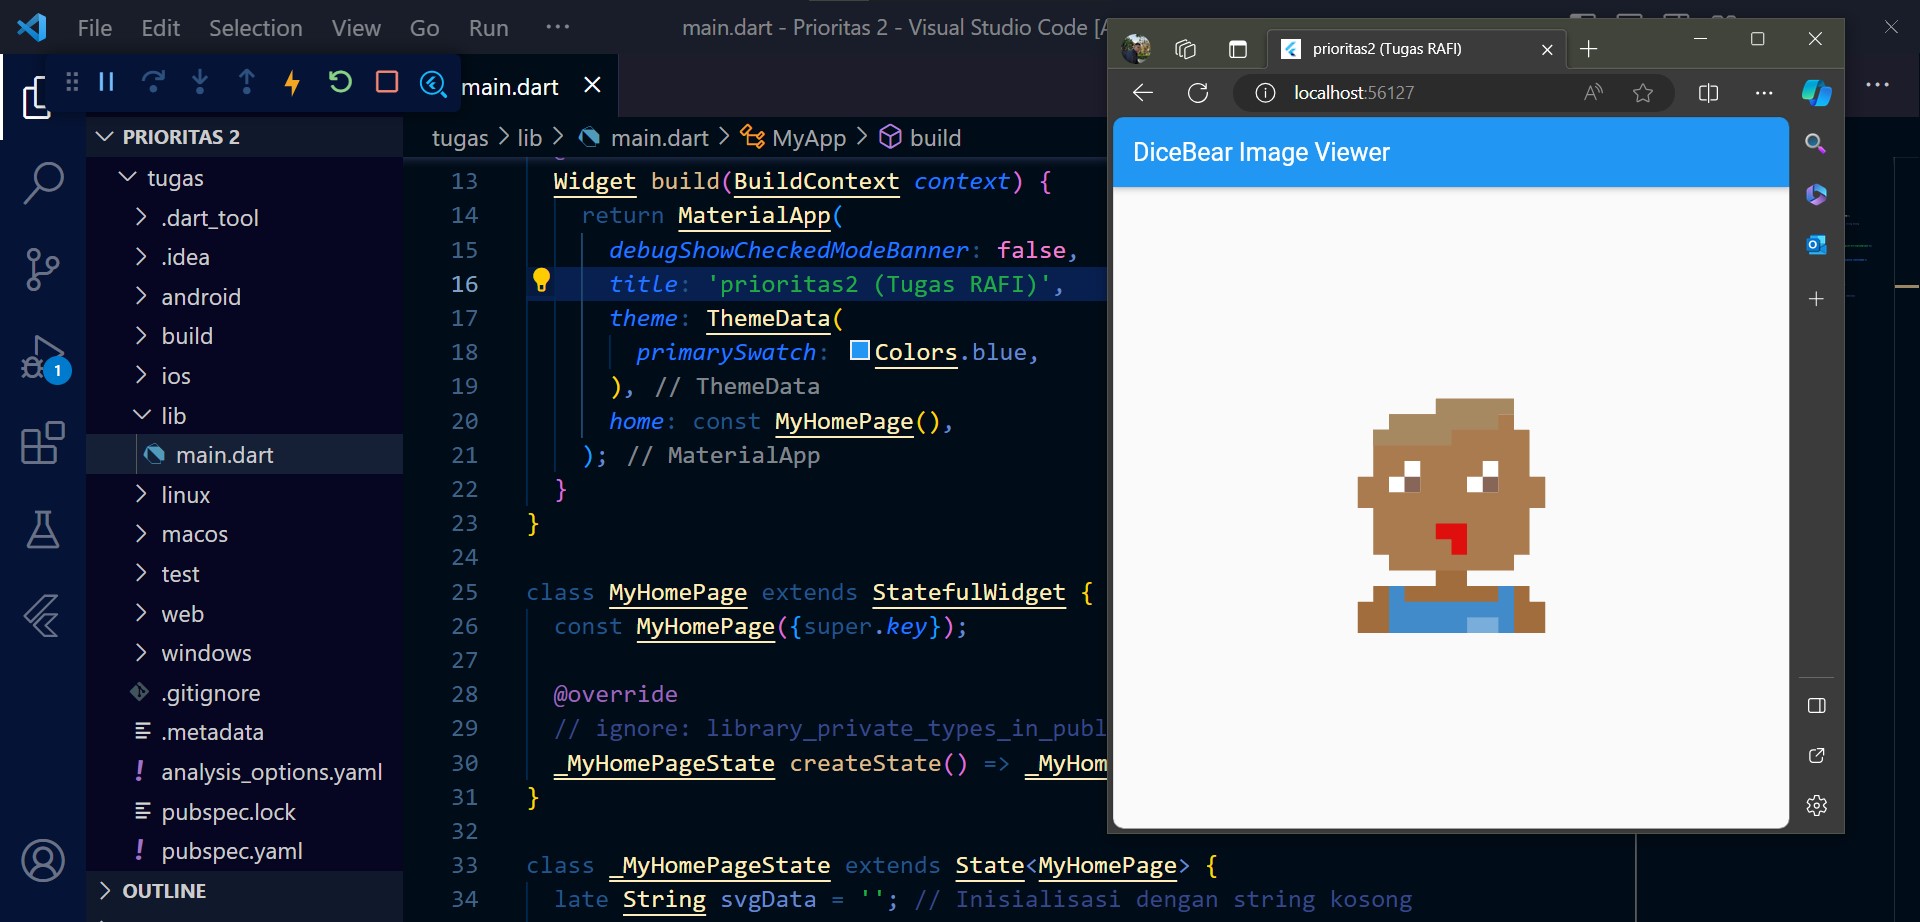 File Edit Selection View Go Run ···
main.dart - Prioritas 2 - Visual Studio Code [A
main.dart
PRIORITAS 2
tugas
.dart_tool
.idea
android
build
ios
lib
main.dart
linux
macos
test
web
windows
.gitignore
.metadata
analysis_options.yaml
pubspec.lock
pubspec.yaml
OUTLINE
1
tugas > lib > main.dart > MyApp > build
13 Widget build(BuildContext context) {
14 return MaterialApp(
15 debugShowCheckedModeBanner: false,
16 title: 'prioritas2 (Tugas RAFI)',
17 theme: ThemeData(
18 primarySwatch: Colors.blue,
19 ), // ThemeData
20 home: const MyHomePage(),
21 ); // MaterialApp
22 }
23 }
24
25 class MyHomePage extends StatefulWidget {
26 const MyHomePage({super.key});
27
28 @override
29 // ignore: library_private_types_in_publ
30 _MyHomePageState createState() => _MyHom
31 }
32
33 class _MyHomePageState extends State<MyHomePage> {
34 late String svgData = ''; // Inisialisasi dengan string kosong
prioritas2 (Tugas RAFI)
localhost:56127
DiceBear Image Viewer